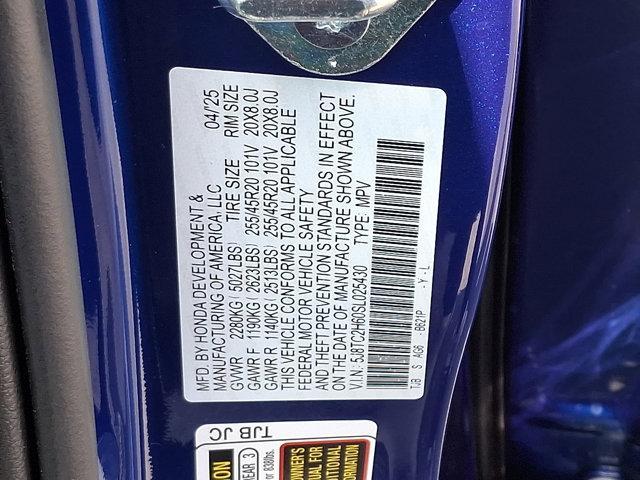 MFD. BY HONDA DEVELOPMENT &
MANUFACTURING OF AMERICA, LLC 04/'25
GVWR 2280KG ( 5027LBS) TIRE SIZE RIM SIZE
GAWR F 1190KG ( 2623LBS) 255/45R20 101V 20X8.0J
GAWR R 1140KG ( 2513LBS) 255/45R20 101V 20X8.0J
THIS VEHICLE CONFORMS TO ALL APPLICABLE
FEDERAL MOTOR VEHICLE SAFETY
AND THEFT PREVENTION STANDARDS IN EFFECT
ON THE DATE OF MANUFACTURE SHOWN ABOVE.
V.I.N.: 5J8TC2H60SL025430 TYPE: MPV
TJB S AG6 - B621P - Y - L
TJB JC